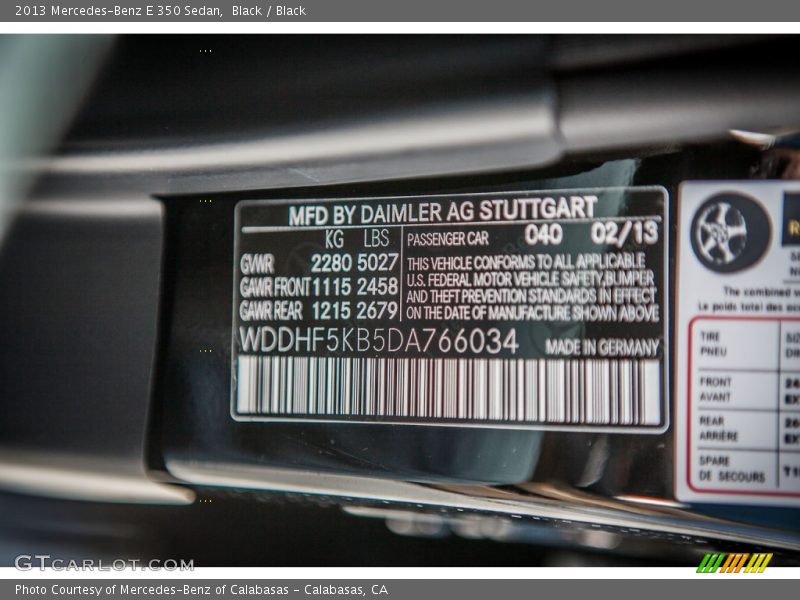 2013 Mercedes-Benz E 350 Sedan, Black / Black
MFD BY DAIMLER AG STUTTGART
KG LBS PASSENGER CAR 040 02/13
GVWR 2280 5027 THIS VEHICLE CONFORMS TO ALL APPLICABLE
GAWR FRONT 1115 2458 U.S. FEDERAL MOTOR VEHICLE SAFETY, BUMPER
GAWR REAR 1215 2679 AND THEFT PREVENTION STANDARDS IN EFFECT
ON THE DATE OF MANUFACTURE SHOWN ABOVE
WDDHF5KB5DA766034 MADE IN GERMANY
The combined
Le poids total des
TIRE
PNEU
FRONT
AVANT
REAR
ARRIÈRE
SPARE
DE SECOURS
GTCARLOT.COM
Photo Courtesy of Mercedes-Benz of Calabasas - Calabasas, CA